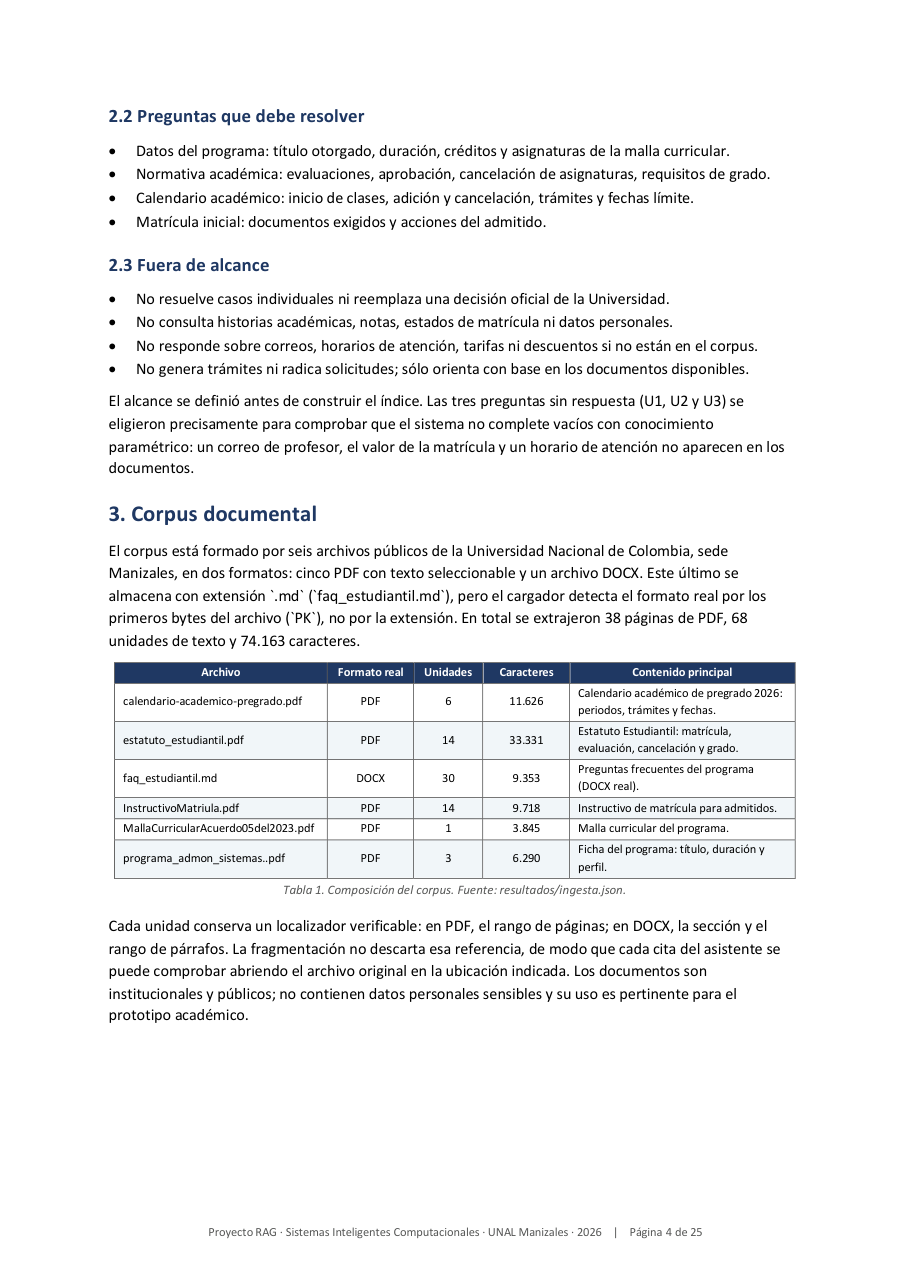 2.2 Preguntas que debe resolver
• Datos del programa: título otorgado, duración, créditos y asignaturas de la malla curricular.
• Normativa académica: evaluaciones, aprobación, cancelación de asignaturas, requisitos de grado.
• Calendario académico: inicio de clases, adición y cancelación, trámites y fechas límite.
• Matrícula inicial: documentos exigidos y acciones del admitido.
2.3 Fuera de alcance
• No resuelve casos individuales ni reemplaza una decisión oficial de la Universidad.
• No consulta historias académicas, notas, estados de matrícula ni datos personales.
• No responde sobre correos, horarios de atención, tarifas ni descuentos si no están en el corpus.
• No genera trámites ni radica solicitudes; sólo orienta con base en los documentos disponibles.
El alcance se definió antes de construir el índice. Las tres preguntas sin respuesta (U1, U2 y U3) se
eligieron precisamente para comprobar que el sistema no complete vacíos con conocimiento
paramétrico: un correo de profesor, el valor de la matrícula y un horario de atención no aparecen en los
documentos.
3. Corpus documental
El corpus está formado por seis archivos públicos de la Universidad Nacional de Colombia, sede
Manizales, en dos formatos: cinco PDF con texto seleccionable y un archivo DOCX. Este último se
almacena con extensión `.md` (`faq_estudiantil.md`), pero el cargador detecta el formato real por los
primeros bytes del archivo (`PK`), no por la extensión. En total se extrajeron 38 páginas de PDF, 68
unidades de texto y 74.163 caracteres.
Archivo Formato real Unidades Caracteres Contenido principal
calendario-academico-pregrado.pdf PDF 6 11.626 Calendario académico de pregrado 2026:
periodos, trámites y fechas.
estatuto_estudiantil.pdf PDF 14 33.331 Estatuto Estudiantil: matrícula,
evaluación, cancelación y grado.
faq_estudiantil.md DOCX 30 9.353 Preguntas frecuentes del programa
(DOCX real).
InstructivoMatriula.pdf PDF 14 9.718 Instructivo de matrícula para admitidos.
MallaCurricularAcuerdo05del2023.pdf PDF 1 3.845 Malla curricular del programa.
programa_admon_sistemas..pdf PDF 3 6.290 Ficha del programa: título, duración y
perfil.
Tabla 1. Composición del corpus. Fuente: resultados/ingesta.json.
Cada unidad conserva un localizador verificable: en PDF, el rango de páginas; en DOCX, la sección y el
rango de párrafos. La fragmentación no descarta esa referencia, de modo que cada cita del asistente se
puede comprobar abriendo el archivo original en la ubicación indicada. Los documentos son
institucionales y públicos; no contienen datos personales sensibles y su uso es pertinente para el
prototipo académico.
Proyecto RAG · Sistemas Inteligentes Computacionales · UNAL Manizales · 2026 | Página 4 de 25